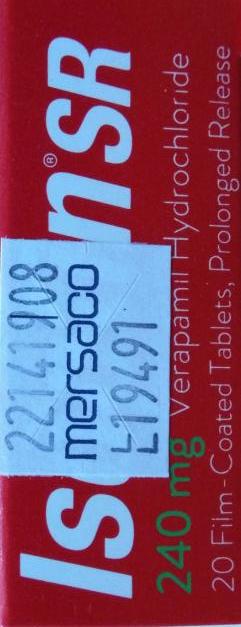 Is n® SR
240 mg Verapamil Hydrochloride
20 Film-Coated Tablets, Prolonged Release
22141908
mersaco
L19491